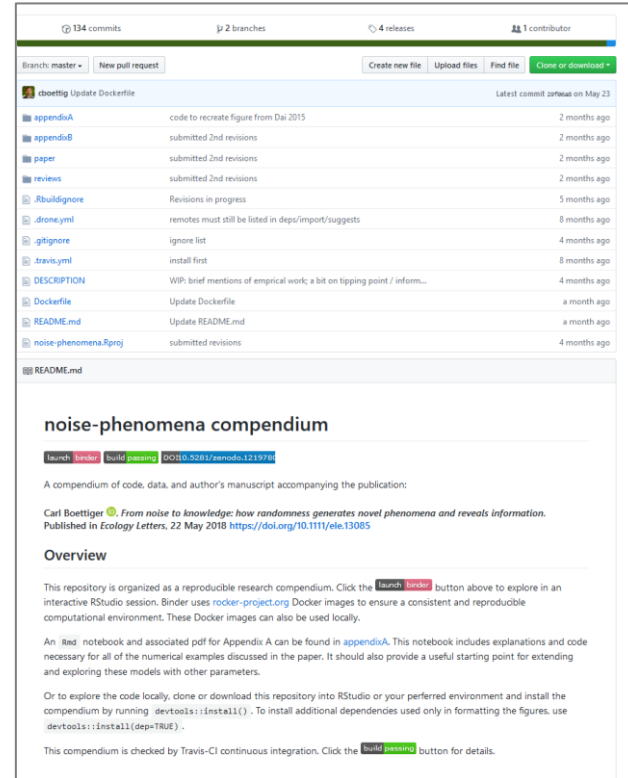 134 commits 2 branches 4 releases 1 contributor
Branch: master New pull request Create new file Upload files Find file Clone or download
cboettig Update Dockerfile Latest commit on May 23
appendixA code to recreate figure from Dai 2015 2 months ago
appendixB submitted 2nd revisions 2 months ago
paper submitted 2nd revisions 2 months ago
reviews submitted 2nd revisions 2 months ago
.Rbuildignore Revisions in progress 5 months ago
.drone.yml remotes must still be listed in deps/import/suggests 8 months ago
.gitignore ignore list 4 months ago
.travis.yml install first 8 months ago
DESCRIPTION WIP: brief mentions of emprical work; a bit on tipping point / inform... 4 months ago
Dockerfile Update Dockerfile a month ago
README.md Update README.md a month ago
noise-phenomena.Rproj submitted revisions 4 months ago
README.md
noise-phenomena compendium
launch binder build passing DOI 10.5281/zenodo.1219780
A compendium of code, data, and author's manuscript accompanying the publication:
Carl Boettiger iD. From noise to knowledge: how randomness generates novel phenomena and reveals information.
Published in Ecology Letters, 22 May 2018 https://doi.org/10.1111/ele.13085
Overview
This repository is organized as a reproducible research compendium. Click the launch binder button above to explore in an
interactive RStudio session. Binder uses rocker-project.org Docker images to ensure a consistent and reproducible
computational environment. These Docker images can also be used locally.
An Rmd notebook and associated pdf for Appendix A can be found in appendixA. This notebook includes explanations and code
necessary for all of the numerical examples discussed in the paper. It should also provide a useful starting point for extending
and exploring these models with other parameters.
Or to explore the code locally, clone or download this repository into RStudio or your perferred environment and install the
compendium by running devtools::install() . To install additional dependencies used only in formatting the figures, use
devtools::install(dep=TRUE) .
This compendium is checked by Travis-CI continuous integration. Click the build passing button for details.